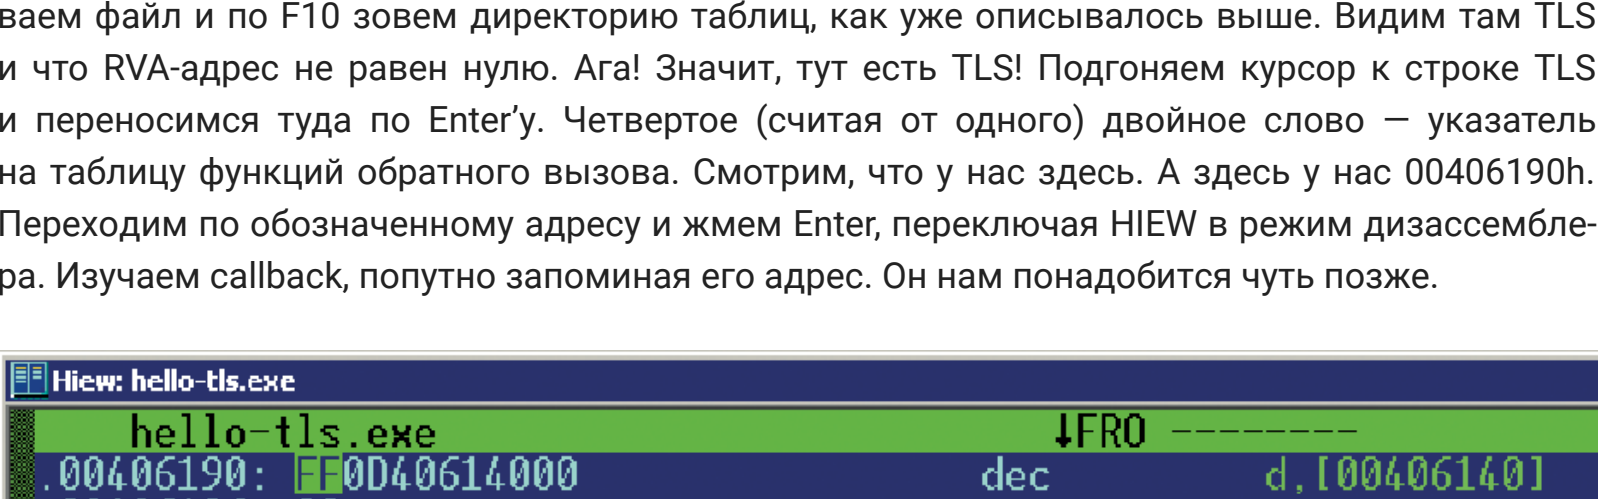 ваем файл и по F10 зовем директорию таблиц, как уже описывалось выше. Видим там TLS
и что RVA-адрес не равен нулю. Ага! Значит, тут есть TLS! Подгоняем курсор к строке TLS
и переносимся туда по Enter’у. Четвертое (считая от одного) двойное слово — указатель
на таблицу функций обратного вызова. Смотрим, что у нас здесь. А здесь у нас 00406190h.
Переходим по обозначенному адресу и жмем Enter, переключая HIEW в режим дизассембле-
ра. Изучаем callback, попутно запоминая его адрес. Он нам понадобится чуть позже.
Hiew: hello-tls.exe
hello-tls.exe ↓FRO --------
.00406190: FF0D40614000 dec d,[00406140]